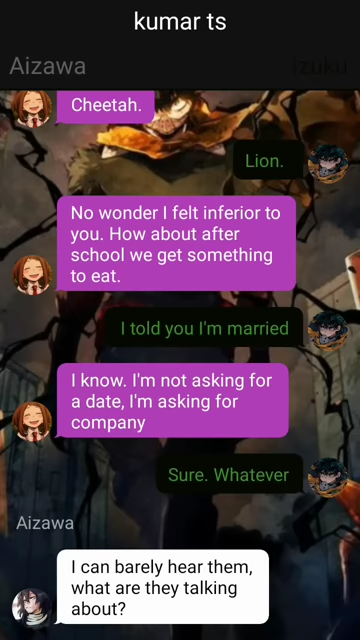 kumar ts
Aizawa
Izuku
Cheetah.
Lion.
No wonder I felt inferior to
you. How about after
school we get something
to eat.
I told you I'm married
I know. I'm not asking for
a date, I'm asking for
company
Sure. Whatever
Aizawa
I can barely hear them,
what are they talking
about?